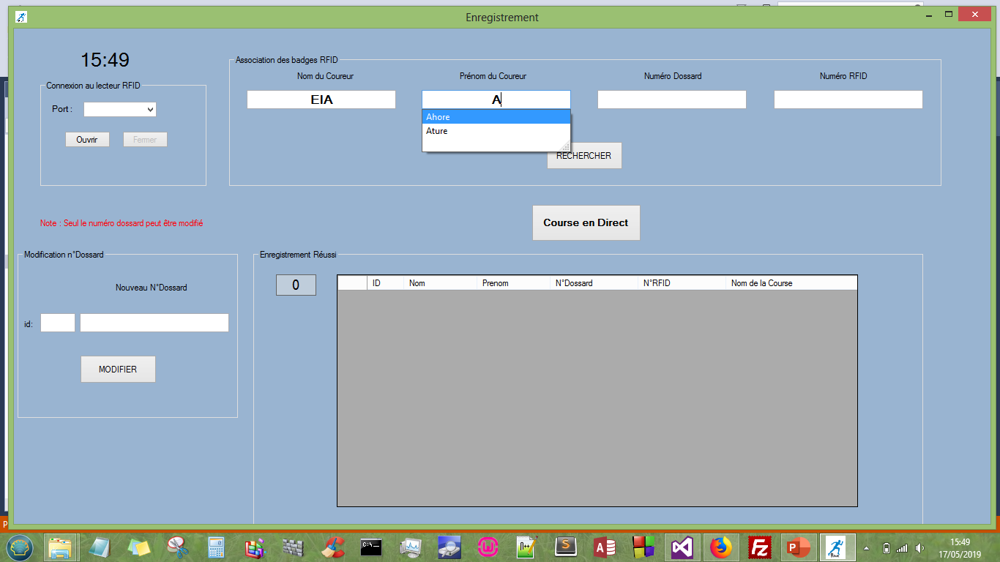 Enregistrement
15:49
Connexion au lecteur RFID
Port :
Ouvrir
Fermer
Association des badges RFID
Nom du Coureur
Prénom du Coureur
Numéro Dossard
Numéro RFID
EIA
A
Ahore
Ature
RECHERCHER
Note : Seul le numéro dossard peut être modifié
Course en Direct
Modification n°Dossard
Nouveau N°Dossard
id:
MODIFIER
Enregistrement Réussi
0
ID Nom Prenom N°Dossard N°RFID Nom de la Course
P
C:\_
n++
S
A
Fz
P
15:49
17/05/2019